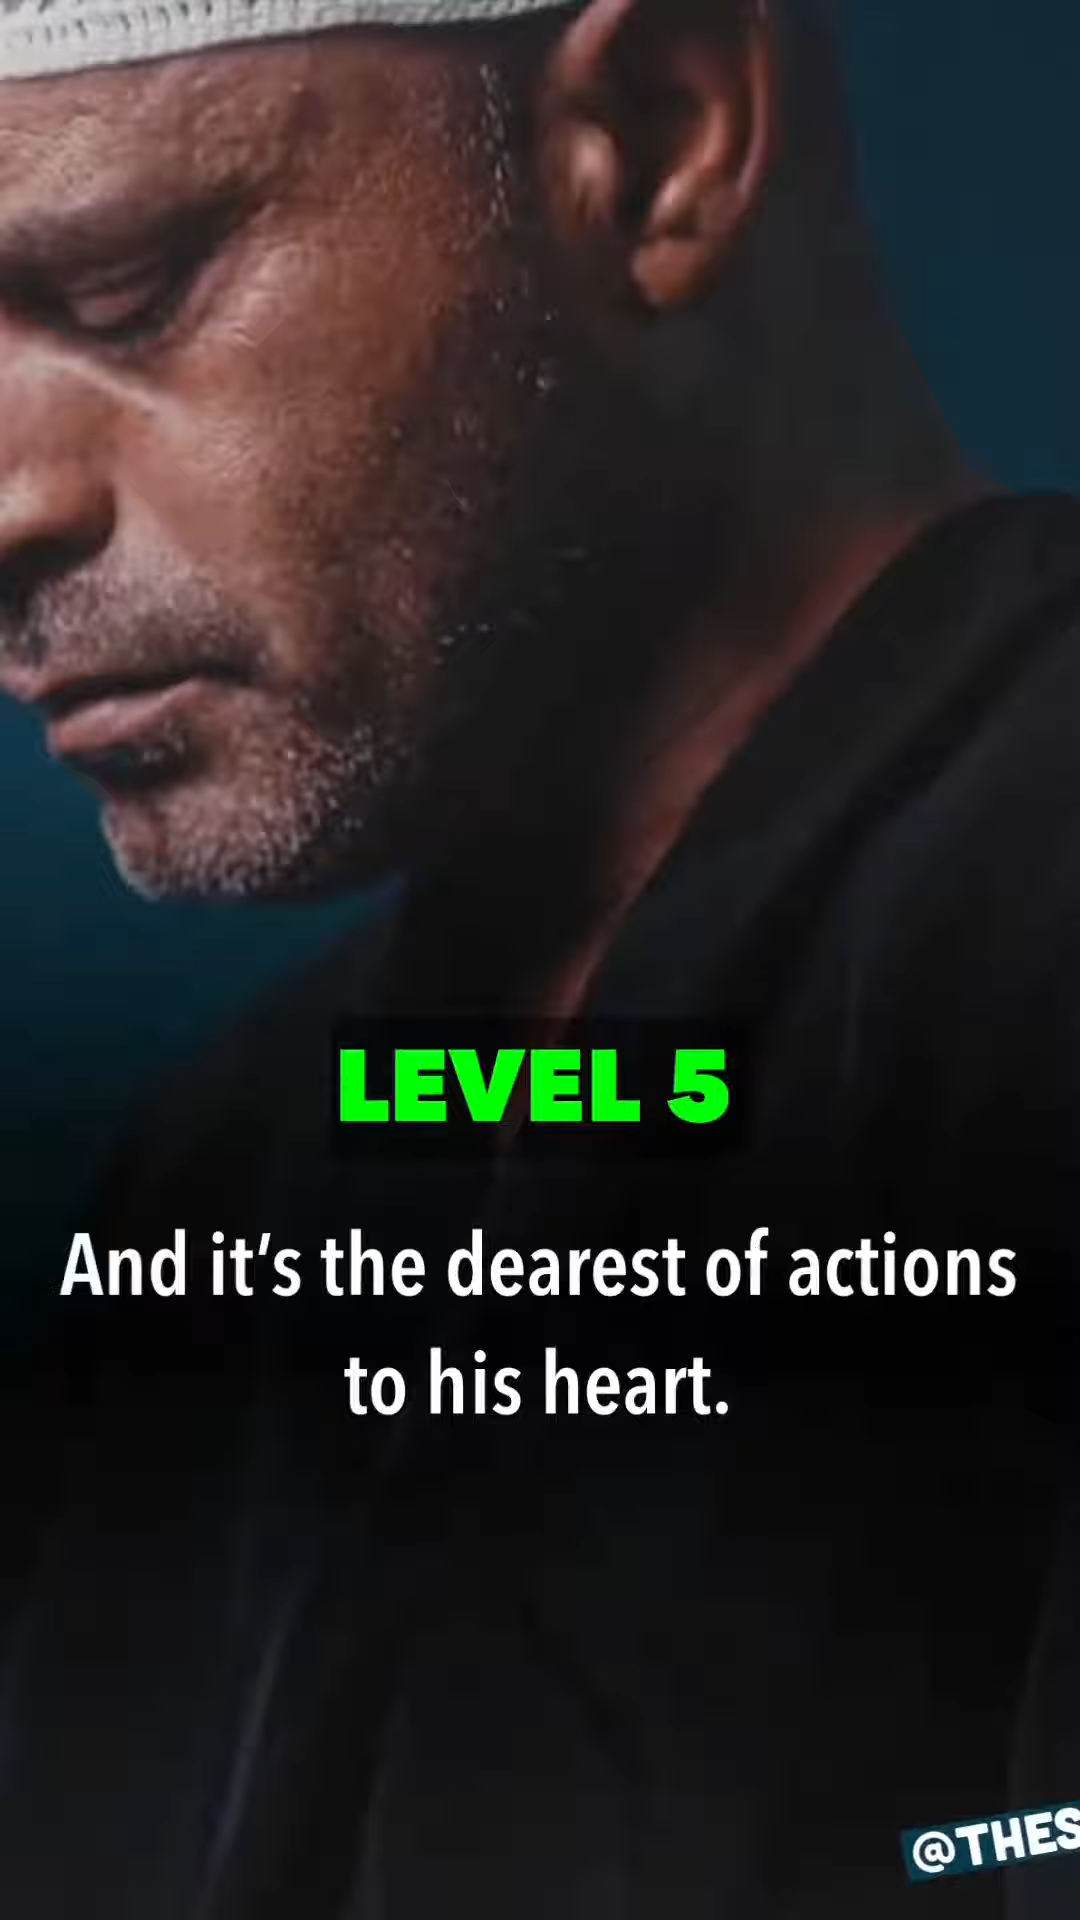 LEVEL 5
And it’s the dearest of actions
to his heart.
@THES